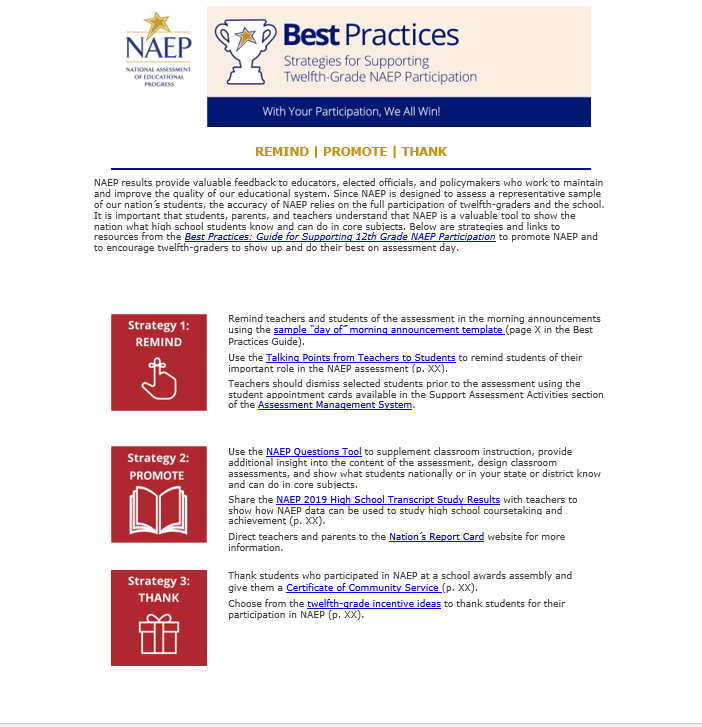 NAEP
NATIONAL ASSESSMENT
OF EDUCATIONAL
PROGRESS
Best Practices
Strategies for Supporting
Twelfth-Grade NAEP Participation
With Your Participation, We All Win!
REMIND | PROMOTE | THANK
NAEP results provide valuable feedback to educators, elected officials, and policymakers who work to maintain
and improve the quality of our educational system. Since NAEP is designed to assess a representative sample
of our nation´s students, the accuracy of NAEP relies on the full participation of twelfth-graders and the school.
It is important that students, parents, and teachers understand that NAEP is a valuable tool to show the
nation what high school students know and can do in core subjects. Below are strategies and links to
resources from the Best Practices: Guide for Supporting 12th Grade NAEP Participation to promote NAEP and
to encourage twelfth-graders to show up and do their best on assessment day.
Strategy 1:
REMIND
Remind teachers and students of the assessment in the morning announcements
using the sample “day of” morning announcement template (page X in the Best
Practices Guide).
Use the Talking Points from Teachers to Students to remind students of their
important role in the NAEP assessment (p. XX).
Teachers should dismiss selected students prior to the assessment using the
student appointment cards available in the Support Assessment Activities section
of the Assessment Management System.
Strategy 2:
PROMOTE
Use the NAEP Questions Tool to supplement classroom instruction, provide
additional insight into the content of the assessment, design classroom
assessments, and show what students nationally or in your state or district know
and can do in core subjects.
Share the NAEP 2019 High School Transcript Study Results with teachers to
show how NAEP data can be used to study high school coursetaking and
achievement (p. XX).
Direct teachers and parents to the Nation´s Report Card website for more
information.
Strategy 3:
THANK
Thank students who participated in NAEP at a school awards assembly and
give them a Certificate of Community Service (p. XX).
Choose from the twelfth-grade incentive ideas to thank students for their
participation in NAEP (p. XX).